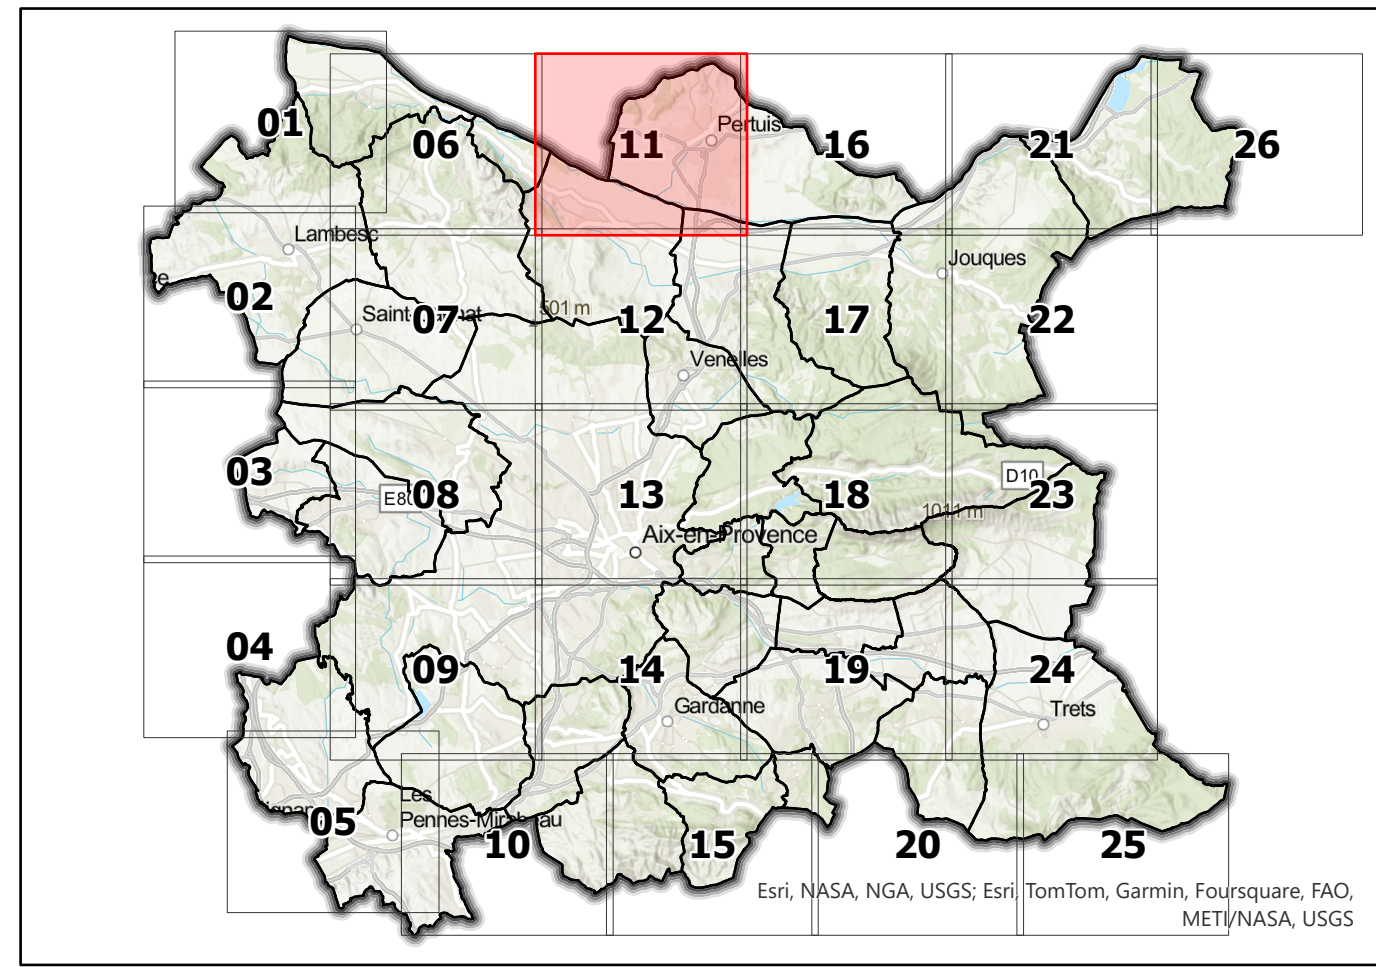 01
06
11
Pertuis
16
21
26
Lambesc
Jouques
02
07
501 m
12
17
22
Venelles
03
E80
08
13
18
D10
23
1011 m
Aix-en-Provence
04
09
14
19
24
Gardanne
Trets
05
Les
Pennes-Mirabeau
10
15
20
25
Esri, NASA, NGA, USGS; Esri, TomTom, Garmin, Foursquare, FAO,
METI/NASA, USGS